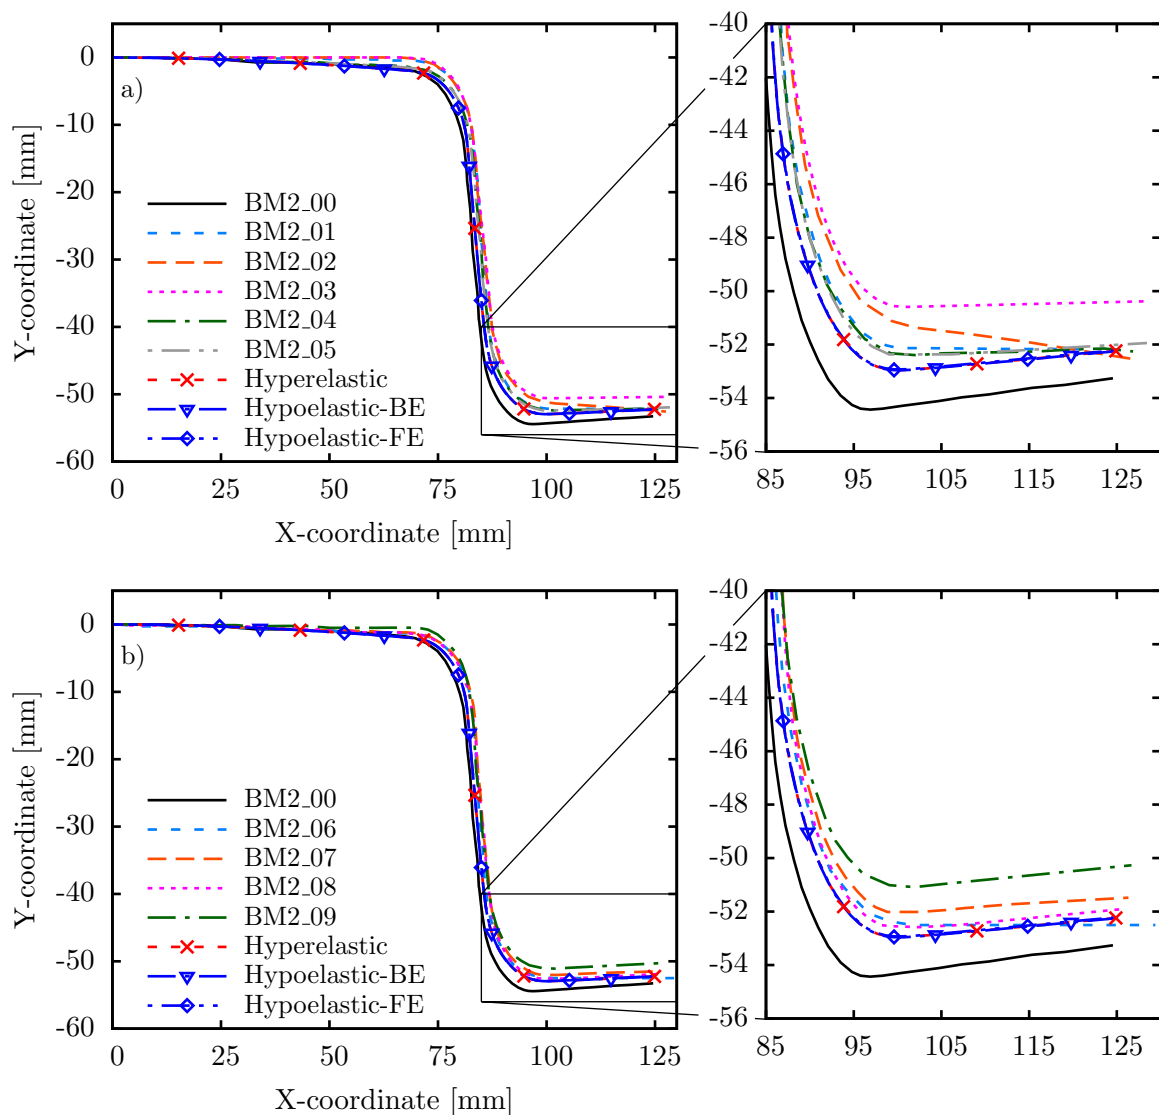 0
-10
-20
-30
-40
-50
-60
Y-coordinate [mm]
a)
BM2_00
BM2_01
BM2_02
BM2_03
BM2_04
BM2_05
Hyperelastic
Hypoelastic-BE
Hypoelastic-FE
0 25 50 75 100 125
X-coordinate [mm]
-40
-42
-44
-46
-48
-50
-52
-54
-56
85 95 105 115 125
0
-10
-20
-30
-40
-50
-60
Y-coordinate [mm]
b)
BM2_00
BM2_06
BM2_07
BM2_08
BM2_09
Hyperelastic
Hypoelastic-BE
Hypoelastic-FE
0 25 50 75 100 125
X-coordinate [mm]
-40
-42
-44
-46
-48
-50
-52
-54
-56
85 95 105 115 125